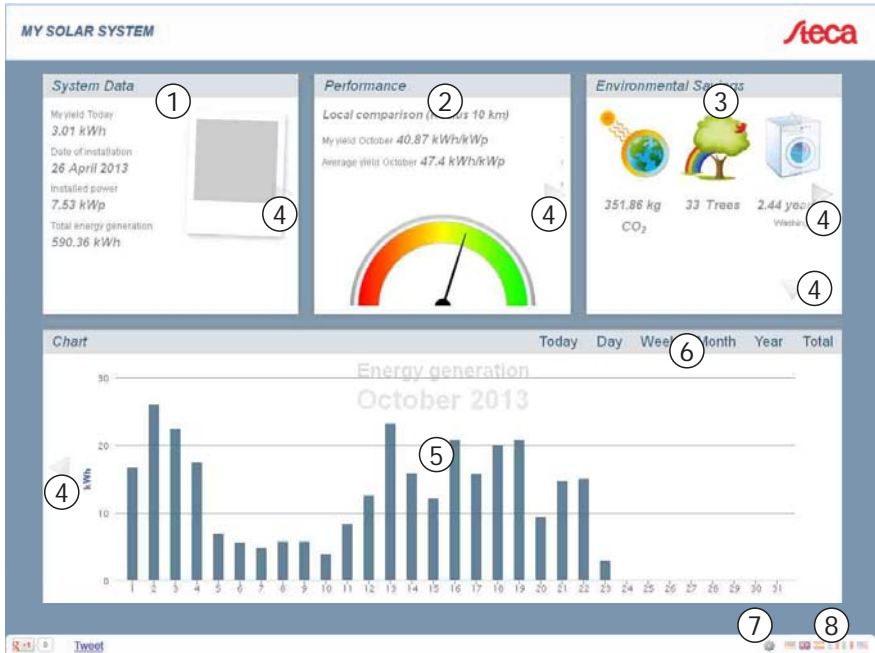 MY SOLAR SYSTEM
Steca
System Data
1
My yield Today
3.01 kWh
Date of installation
26 April 2013
Installed power
7.53 kWp
Total energy generation
590.36 kWh
4
Performance
2
Local comparison 10 km)
My yield October 40.87 kWh/kWp
Average yield October 47.4 kWh/kWp
4
Environmental Savings
3
351.86 kg
CO₂
33 Trees
2.44
4
4
Chart
Today Day Week Month Year Total
6
Energy generation
October 2013
30
20
10
0
kWh
4
5
1 2 3 4 5 6 7 8 9 10 11 12 13 14 15 16 17 18 19 20 21 22 23 24 25 26 27 28 29 30 31
7
8
+1 0 Tweet